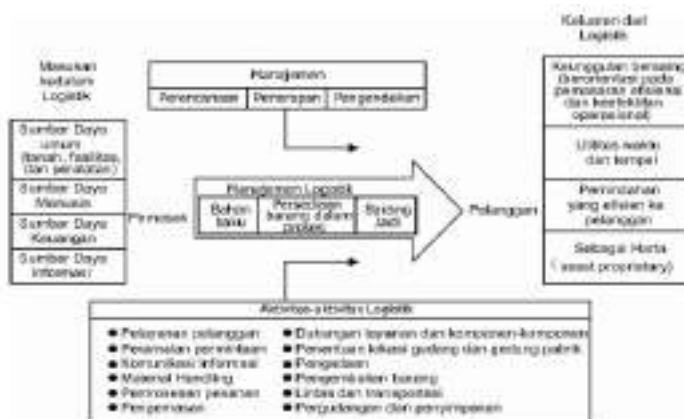 Masukan
kedalam
Logistik
Sumber Daya
umum
(tanah, fasilitas,
dan peralatan)
Sumber Daya
Manusia
Sumber Daya
Keuangan
Sumber Daya
Informasi
Pemasok
Manajemen
Perencanaan Penerapan Pengendalian
Manajemen Logistik
Bahan
baku
Persediaan
barang dalam
proses
Barang
Jadi
Pelanggan
Keluaran dari
Logistik
Keunggulan bersaing
(berorientasi pada
pemasaran efisiensi
dan keefektifan
operasional)
Utilitas waktu
dan tempat
Pemindahan
yang efisien ke
pelanggan
Sebagai Harta
(asset proprietary)
Aktivitas-aktivitas Logistik
Pelayanan pelanggan
Peramalan permintaan
Komunikasi Informasi
Material Handling
Pemrosesan pesanan
Pengemasan
Dukungan layanan dan komponen-komponen
Penentuan lokasi gudang dan gedung pabrik
Pengadaan
Pengembalian barang
Lintas dan transportasi
Pergudangan dan penyimpanan